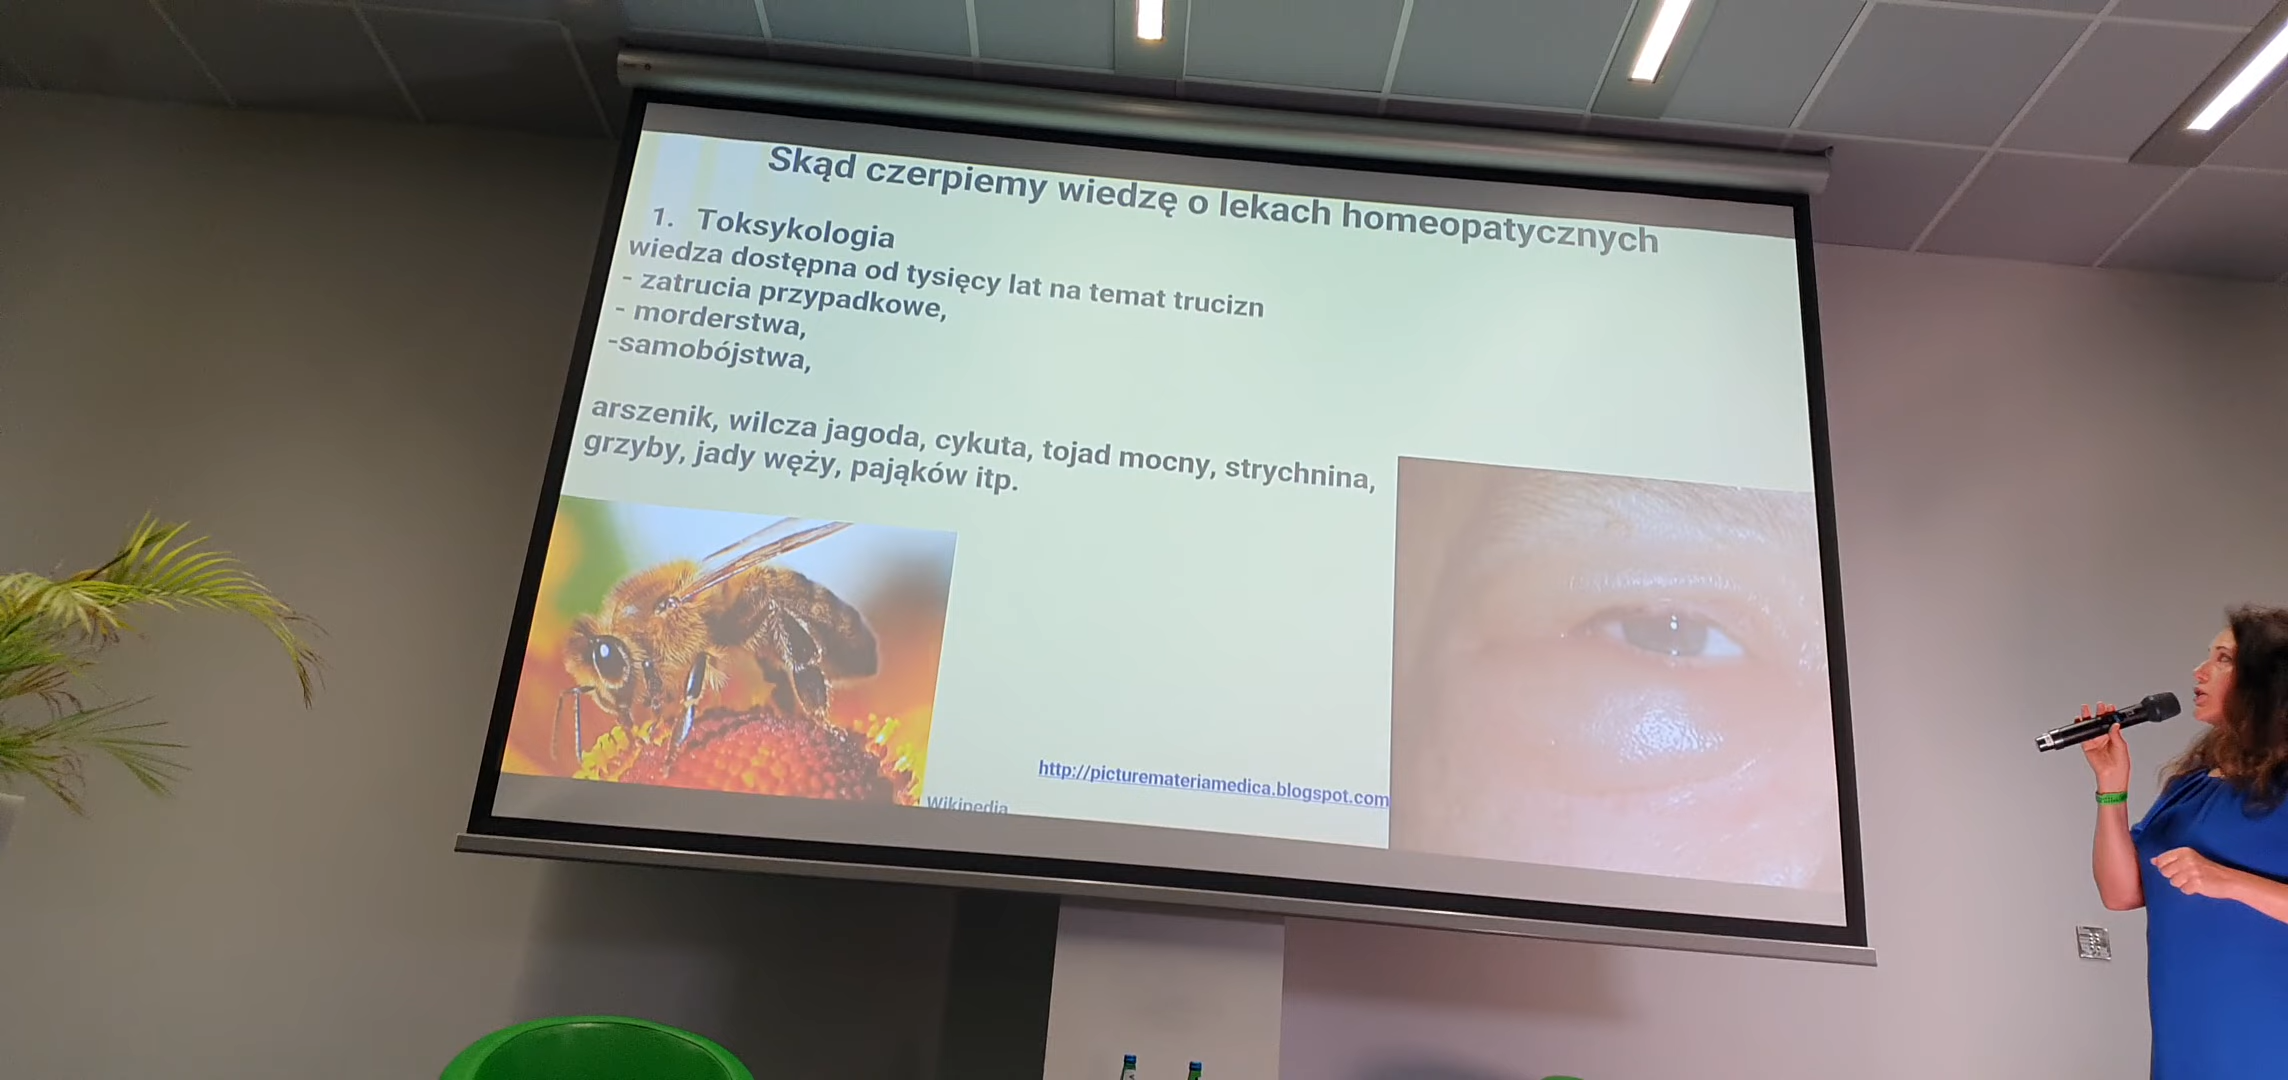 Skąd czerpiemy wiedzę o lekach homeopatycznych
1. Toksykologia
wiedza dostępna od tysięcy lat na temat trucizn
- zatrucia przypadkowe,
- morderstwa,
-samobójstwa,
arszenik, wilcza jagoda, cykuta, tojad mocny, strychnina,
grzyby, jady węży, pająków itp.
http://picturemateriamedica.blogspot.com
Wikipedia